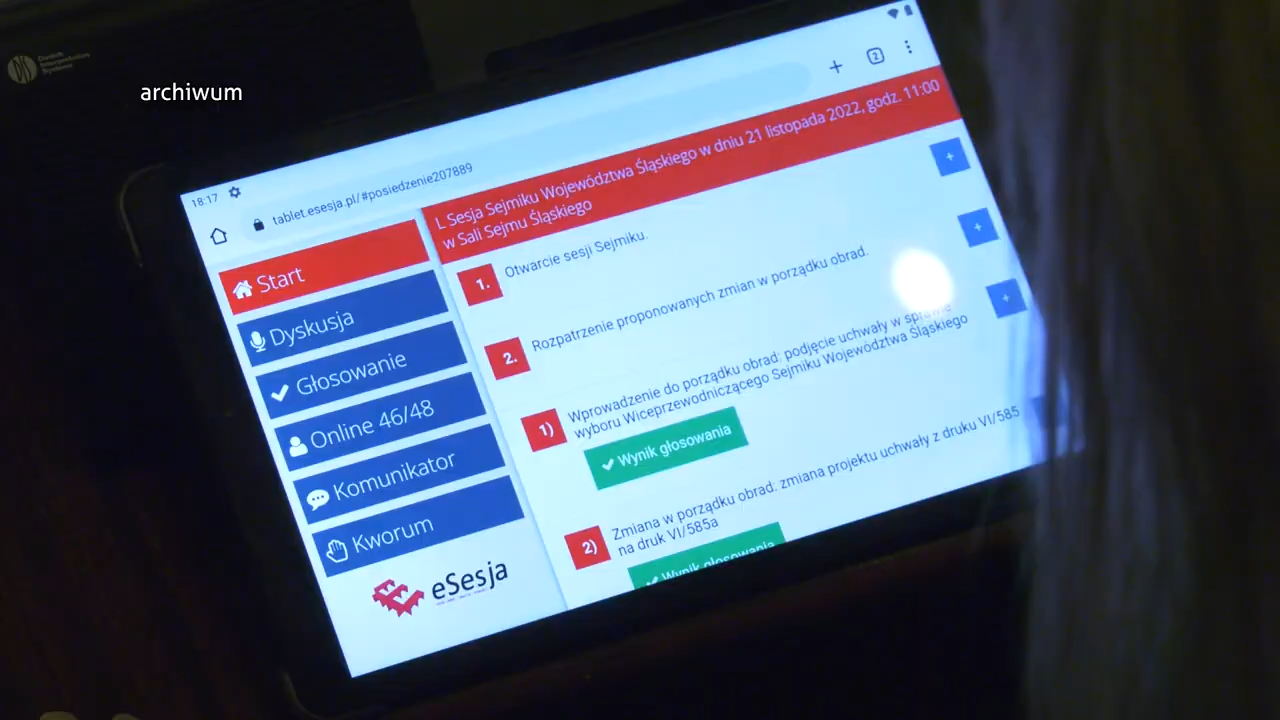 archiwum
18:17
tablet.esesja.pl/#posiedzenie207889
2
Start
Dyskusja
Głosowanie
Online 46/48
Komunikator
Kworum
eSesja
L Sesja Sejmiku Województwa Śląskiego w dniu 21 listopada 2022, godz. 11:00
w Sali Sejmu Śląskiego
1. Otwarcie sesji Sejmiku.
2. Rozpatrzenie proponowanych zmian w porządku obrad.
1) Wprowadzenie do porządku obrad: podjęcie uchwały w sprawie
wyboru Wiceprzewodniczącego Sejmiku Województwa Śląskiego
Wynik głosowania
2) Zmiana w porządku obrad: zmiana projektu uchwały z druku VI/585
na druk VI/585a
Wynik głosowania